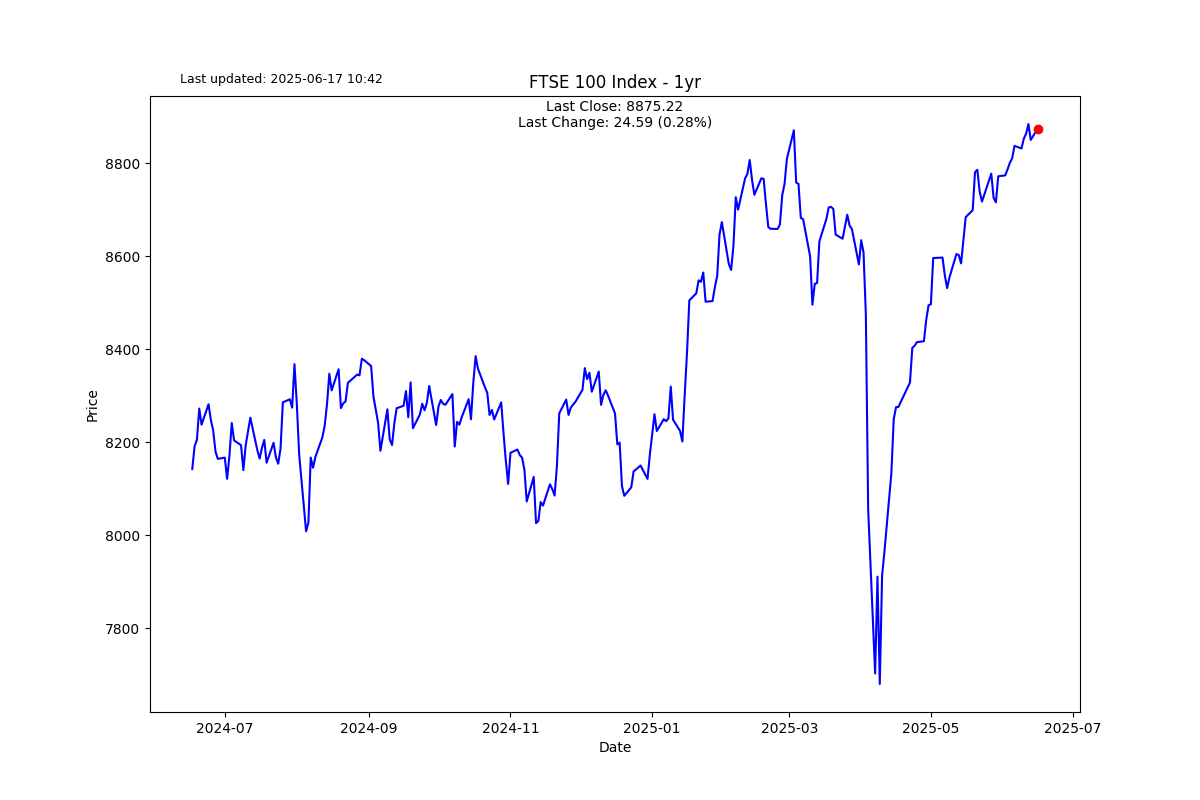 Last updated: 2025-06-17 10:42
FTSE 100 Index - 1yr
Last Close: 8875.22
Last Change: 24.59 (0.28%)
8800
8600
8400
8200
8000
7800
Price
2024-07
2024-09
2024-11
2025-01
2025-03
2025-05
2025-07
Date